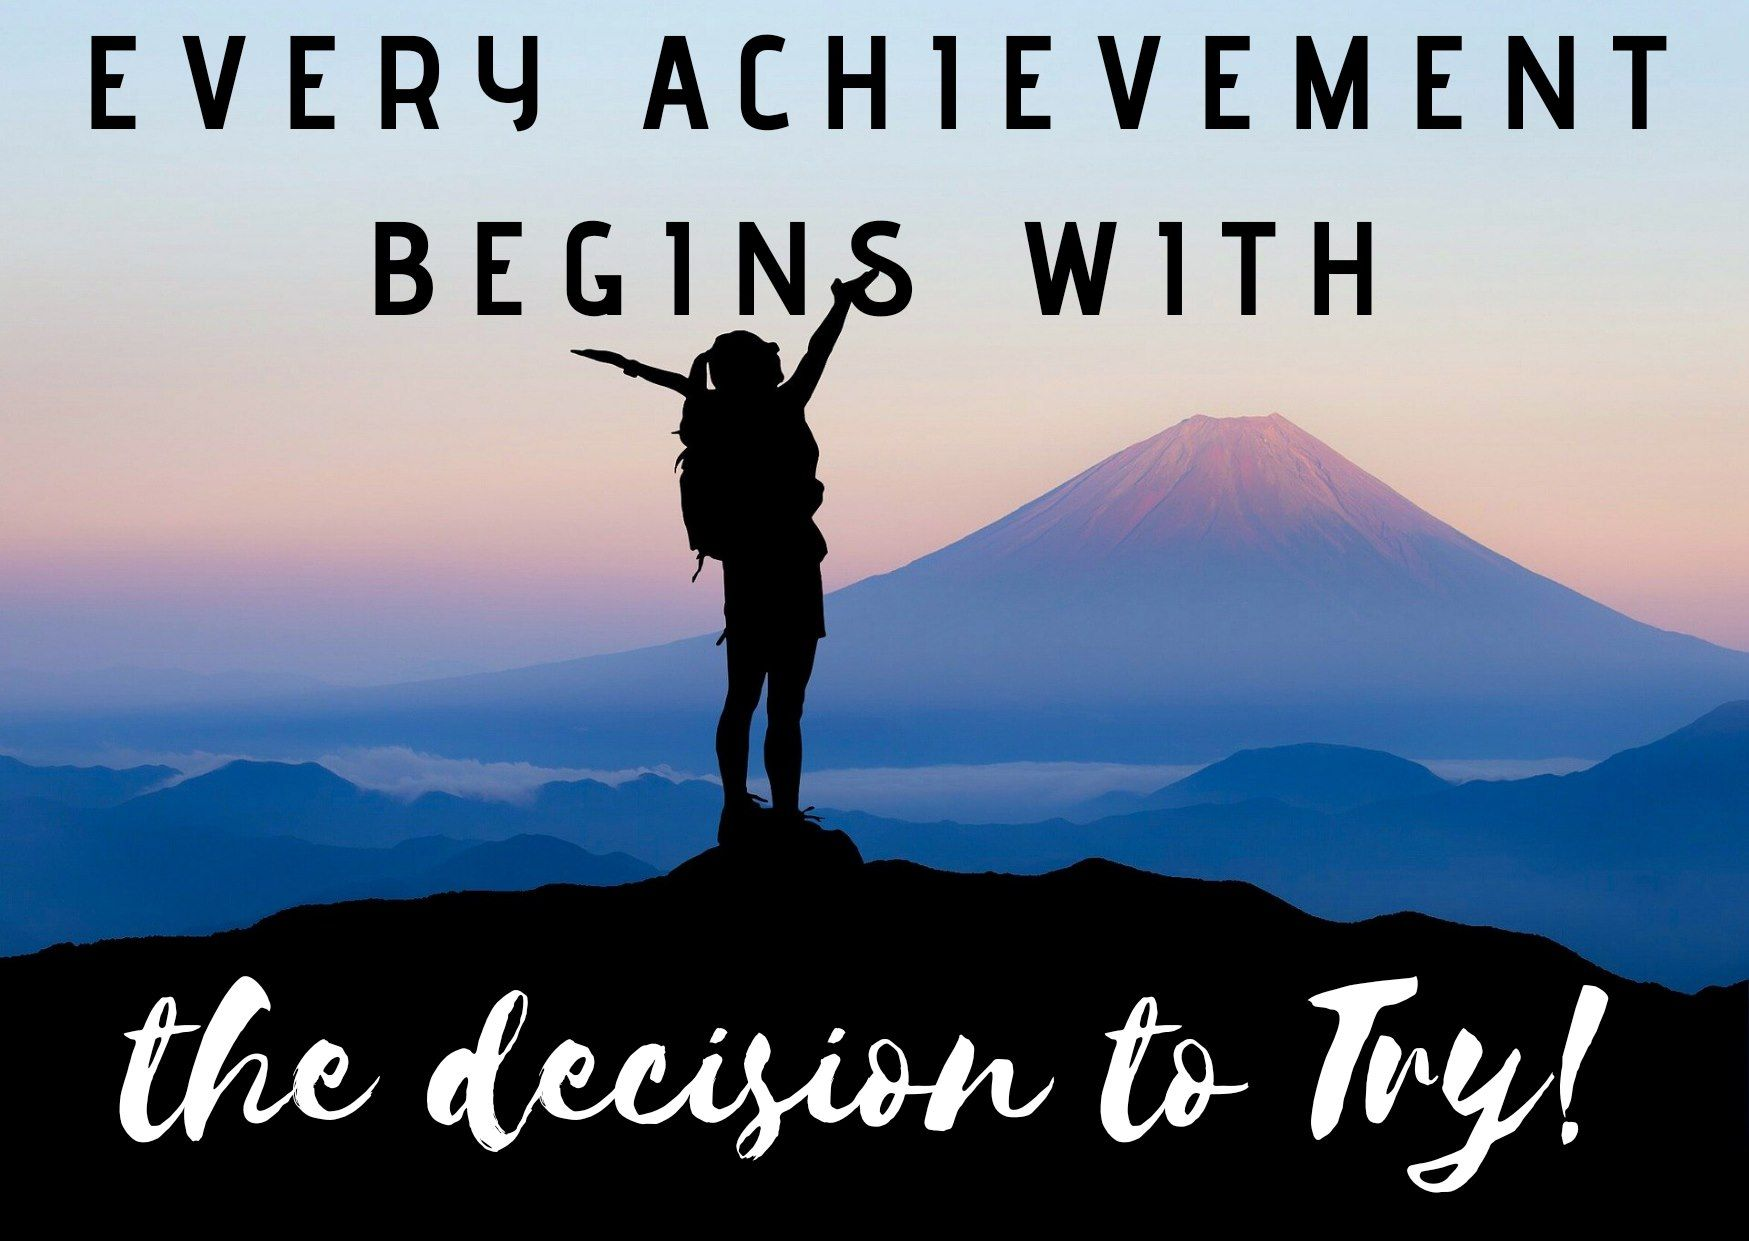 EVERY ACHIEVEMENT
BEGINS WITH
the decision to Try!